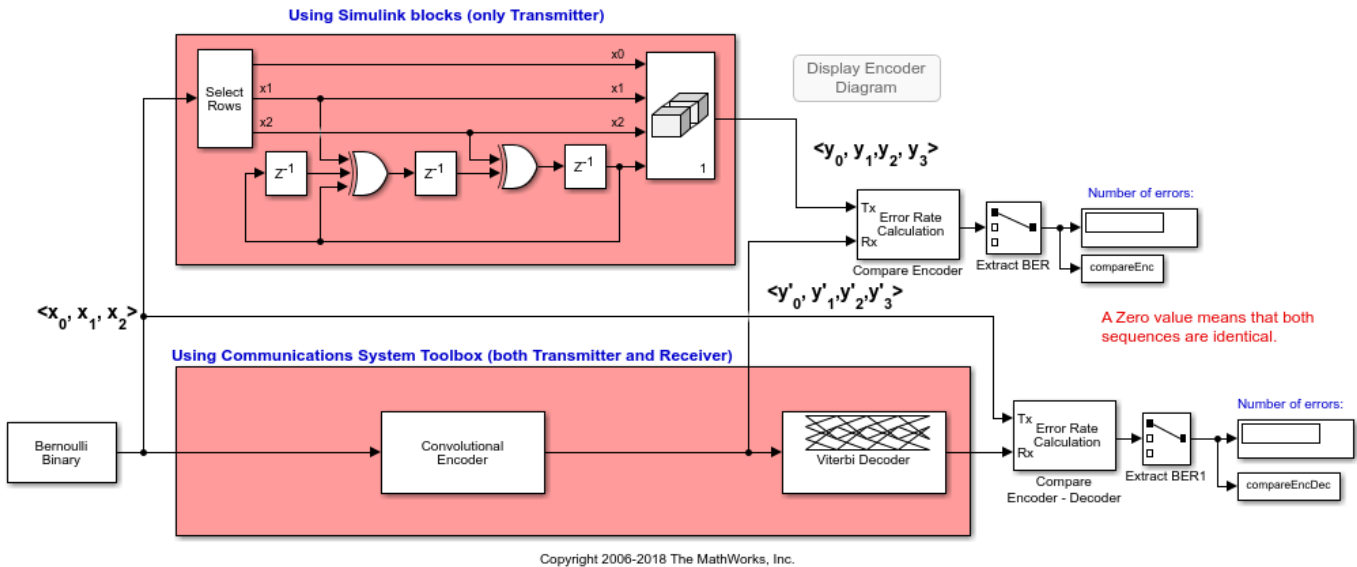 Using Simulink blocks (only Transmitter)
Select
Rows
x0
x1
x2
x1
x2
Z-1
Z-1
Z-1
1
Display Encoder
Diagram
<y0, y1,y2, y3>
Tx
Rx
Error Rate
Calculation
Compare Encoder
Extract BER
Number of errors:
compareEnc
<y'0, y'1,y'2,y'3>
<x0, x1, x2>
A Zero value means that both
sequences are identical.
Using Communications System Toolbox (both Transmitter and Receiver)
Bernoulli
Binary
Convolutional
Encoder
Viterbi Decoder
Tx
Rx
Error Rate
Calculation
Compare
Encoder - Decoder
Extract BER1
Number of errors:
compareEncDec
Copyright 2006-2018 The MathWorks, Inc.